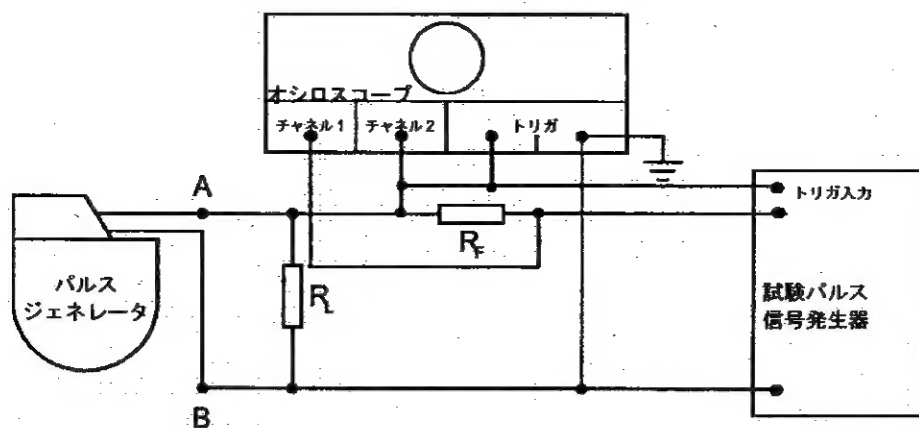 オシロスコープ
チャネル1 チャネル2 トリガ
A
トリガ入力
RF
パルス
ジェネレータ
RL
試験パルス
信号発生器
B